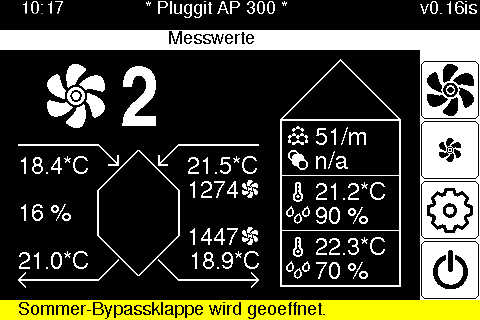 10:17 * Pluggit AP 300 * v0.16is
Messwerte
2
18.4*C 21.5*C
1274
16 %
1447
21.0*C 18.9*C
51/m
n/a
21.2*C
90 %
22.3*C
70 %
Sommer-Bypassklappe wird geoeffnet.